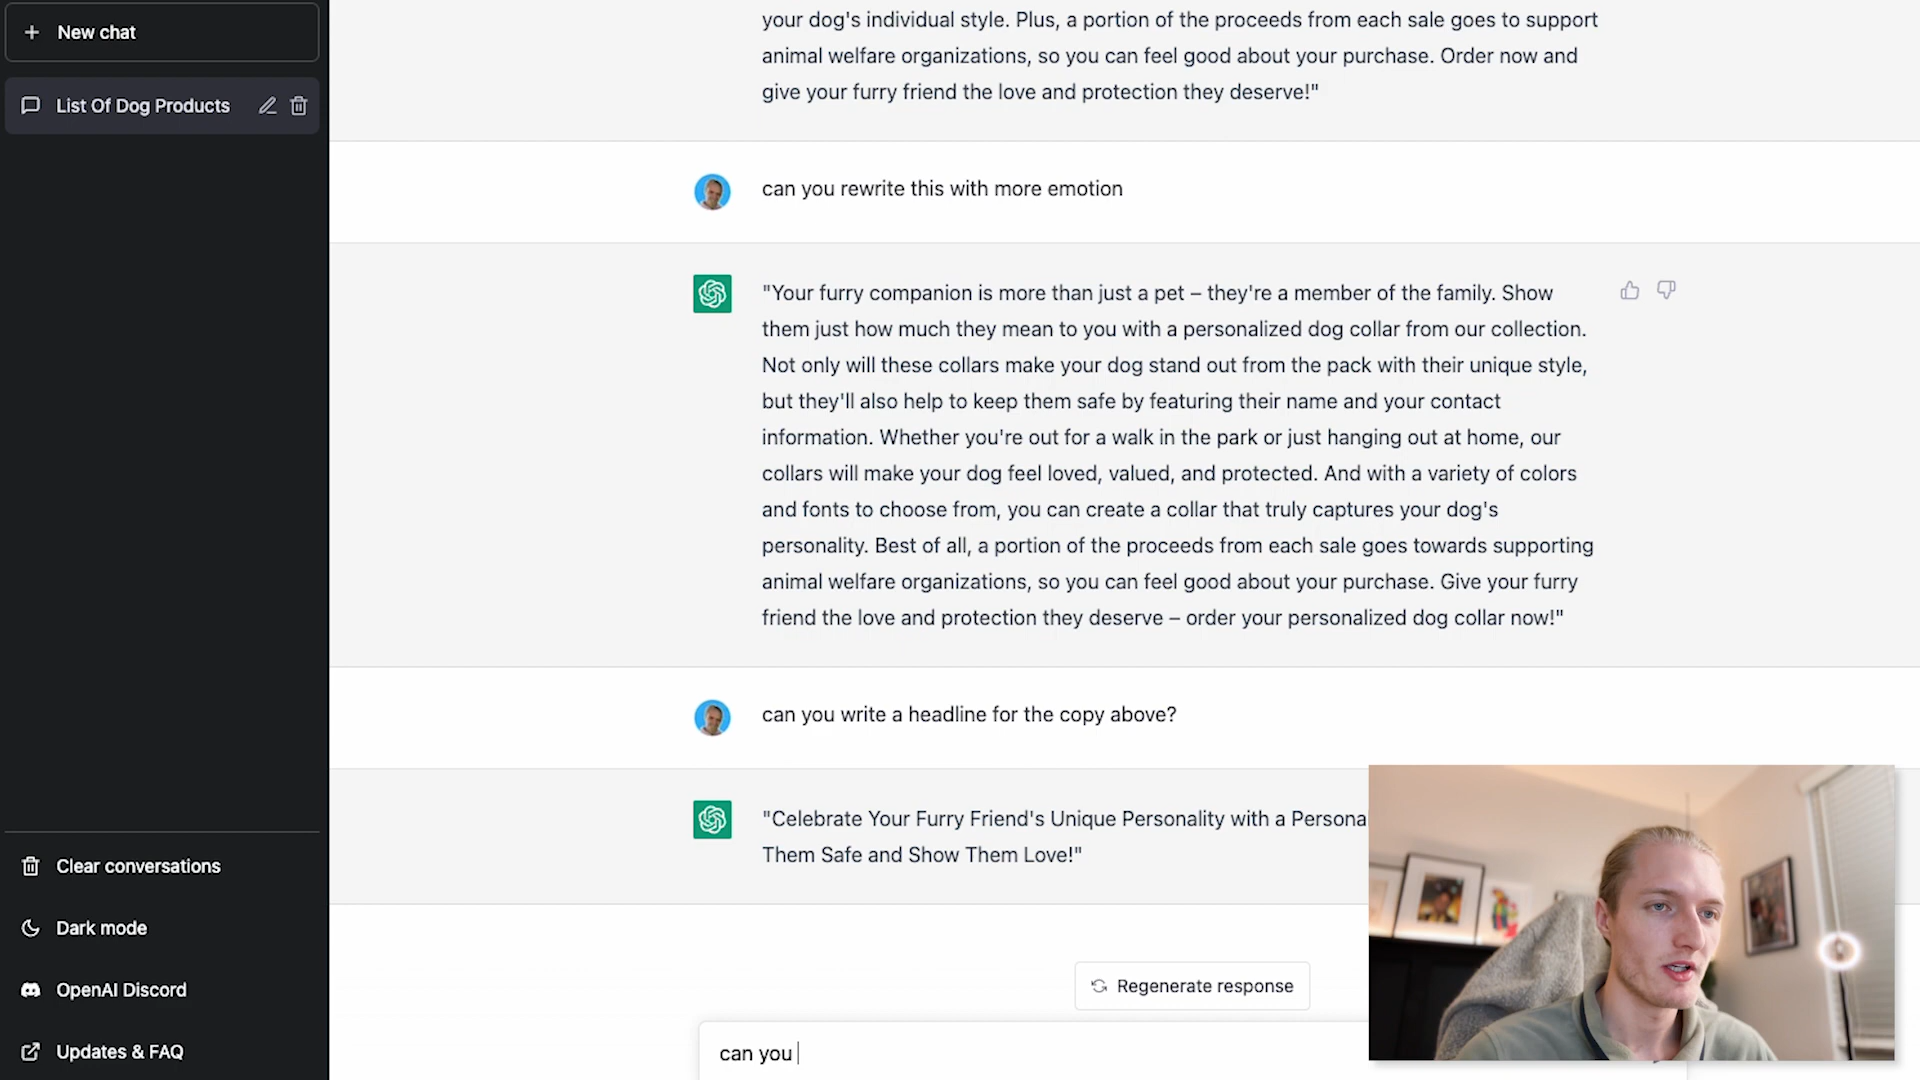 New chat
List Of Dog Products
your dog's individual style. Plus, a portion of the proceeds from each sale goes to support
animal welfare organizations, so you can feel good about your purchase. Order now and
give your furry friend the love and protection they deserve!"
can you rewrite this with more emotion
"Your furry companion is more than just a pet – they're a member of the family. Show
them just how much they mean to you with a personalized dog collar from our collection.
Not only will these collars make your dog stand out from the pack with their unique style,
but they'll also help to keep them safe by featuring their name and your contact
information. Whether you're out for a walk in the park or just hanging out at home, our
collars will make your dog feel loved, valued, and protected. And with a variety of colors
and fonts to choose from, you can create a collar that truly captures your dog's
personality. Best of all, a portion of the proceeds from each sale goes towards supporting
animal welfare organizations, so you can feel good about your purchase. Give your furry
friend the love and protection they deserve – order your personalized dog collar now!"
can you write a headline for the copy above?
"Celebrate Your Furry Friend's Unique Personality with a Persona
Them Safe and Show Them Love!"
Regenerate response
can you
Clear conversations
Dark mode
OpenAI Discord
Updates & FAQ